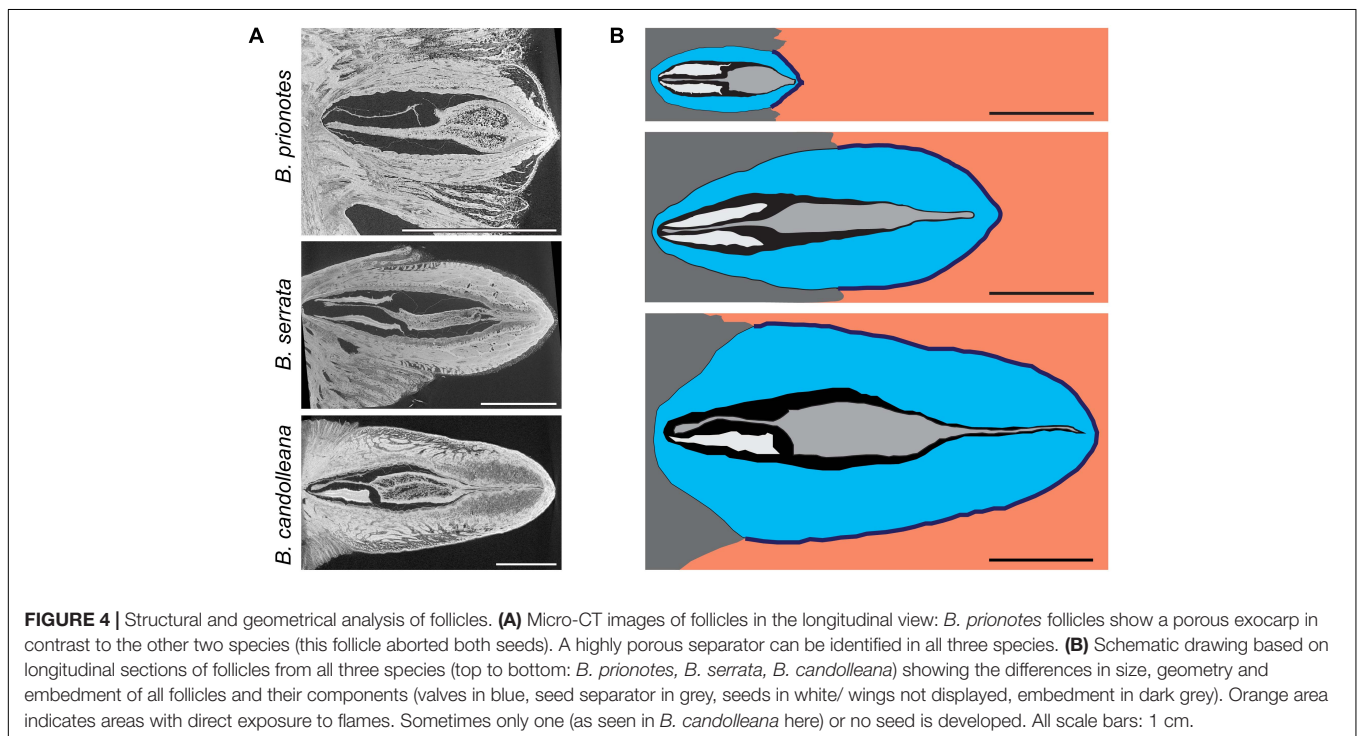 A
B
B. prionotes
B. serrata
B. candolleana
FIGURE 4 | Structural and geometrical analysis of follicles. (A) Micro-CT images of follicles in the longitudinal view: B. prionotes follicles show a porous exocarp in
contrast to the other two species (this follicle aborted both seeds). A highly porous separator can be identified in all three species. (B) Schematic drawing based on
longitudinal sections of follicles from all three species (top to bottom: B. prionotes, B. serrata, B. candolleana) showing the differences in size, geometry and
embedment of all follicles and their components (valves in blue, seed separator in grey, seeds in white/ wings not displayed, embedment in dark grey). Orange area
indicates areas with direct exposure to flames. Sometimes only one (as seen in B. candolleana here) or no seed is developed. All scale bars: 1 cm.